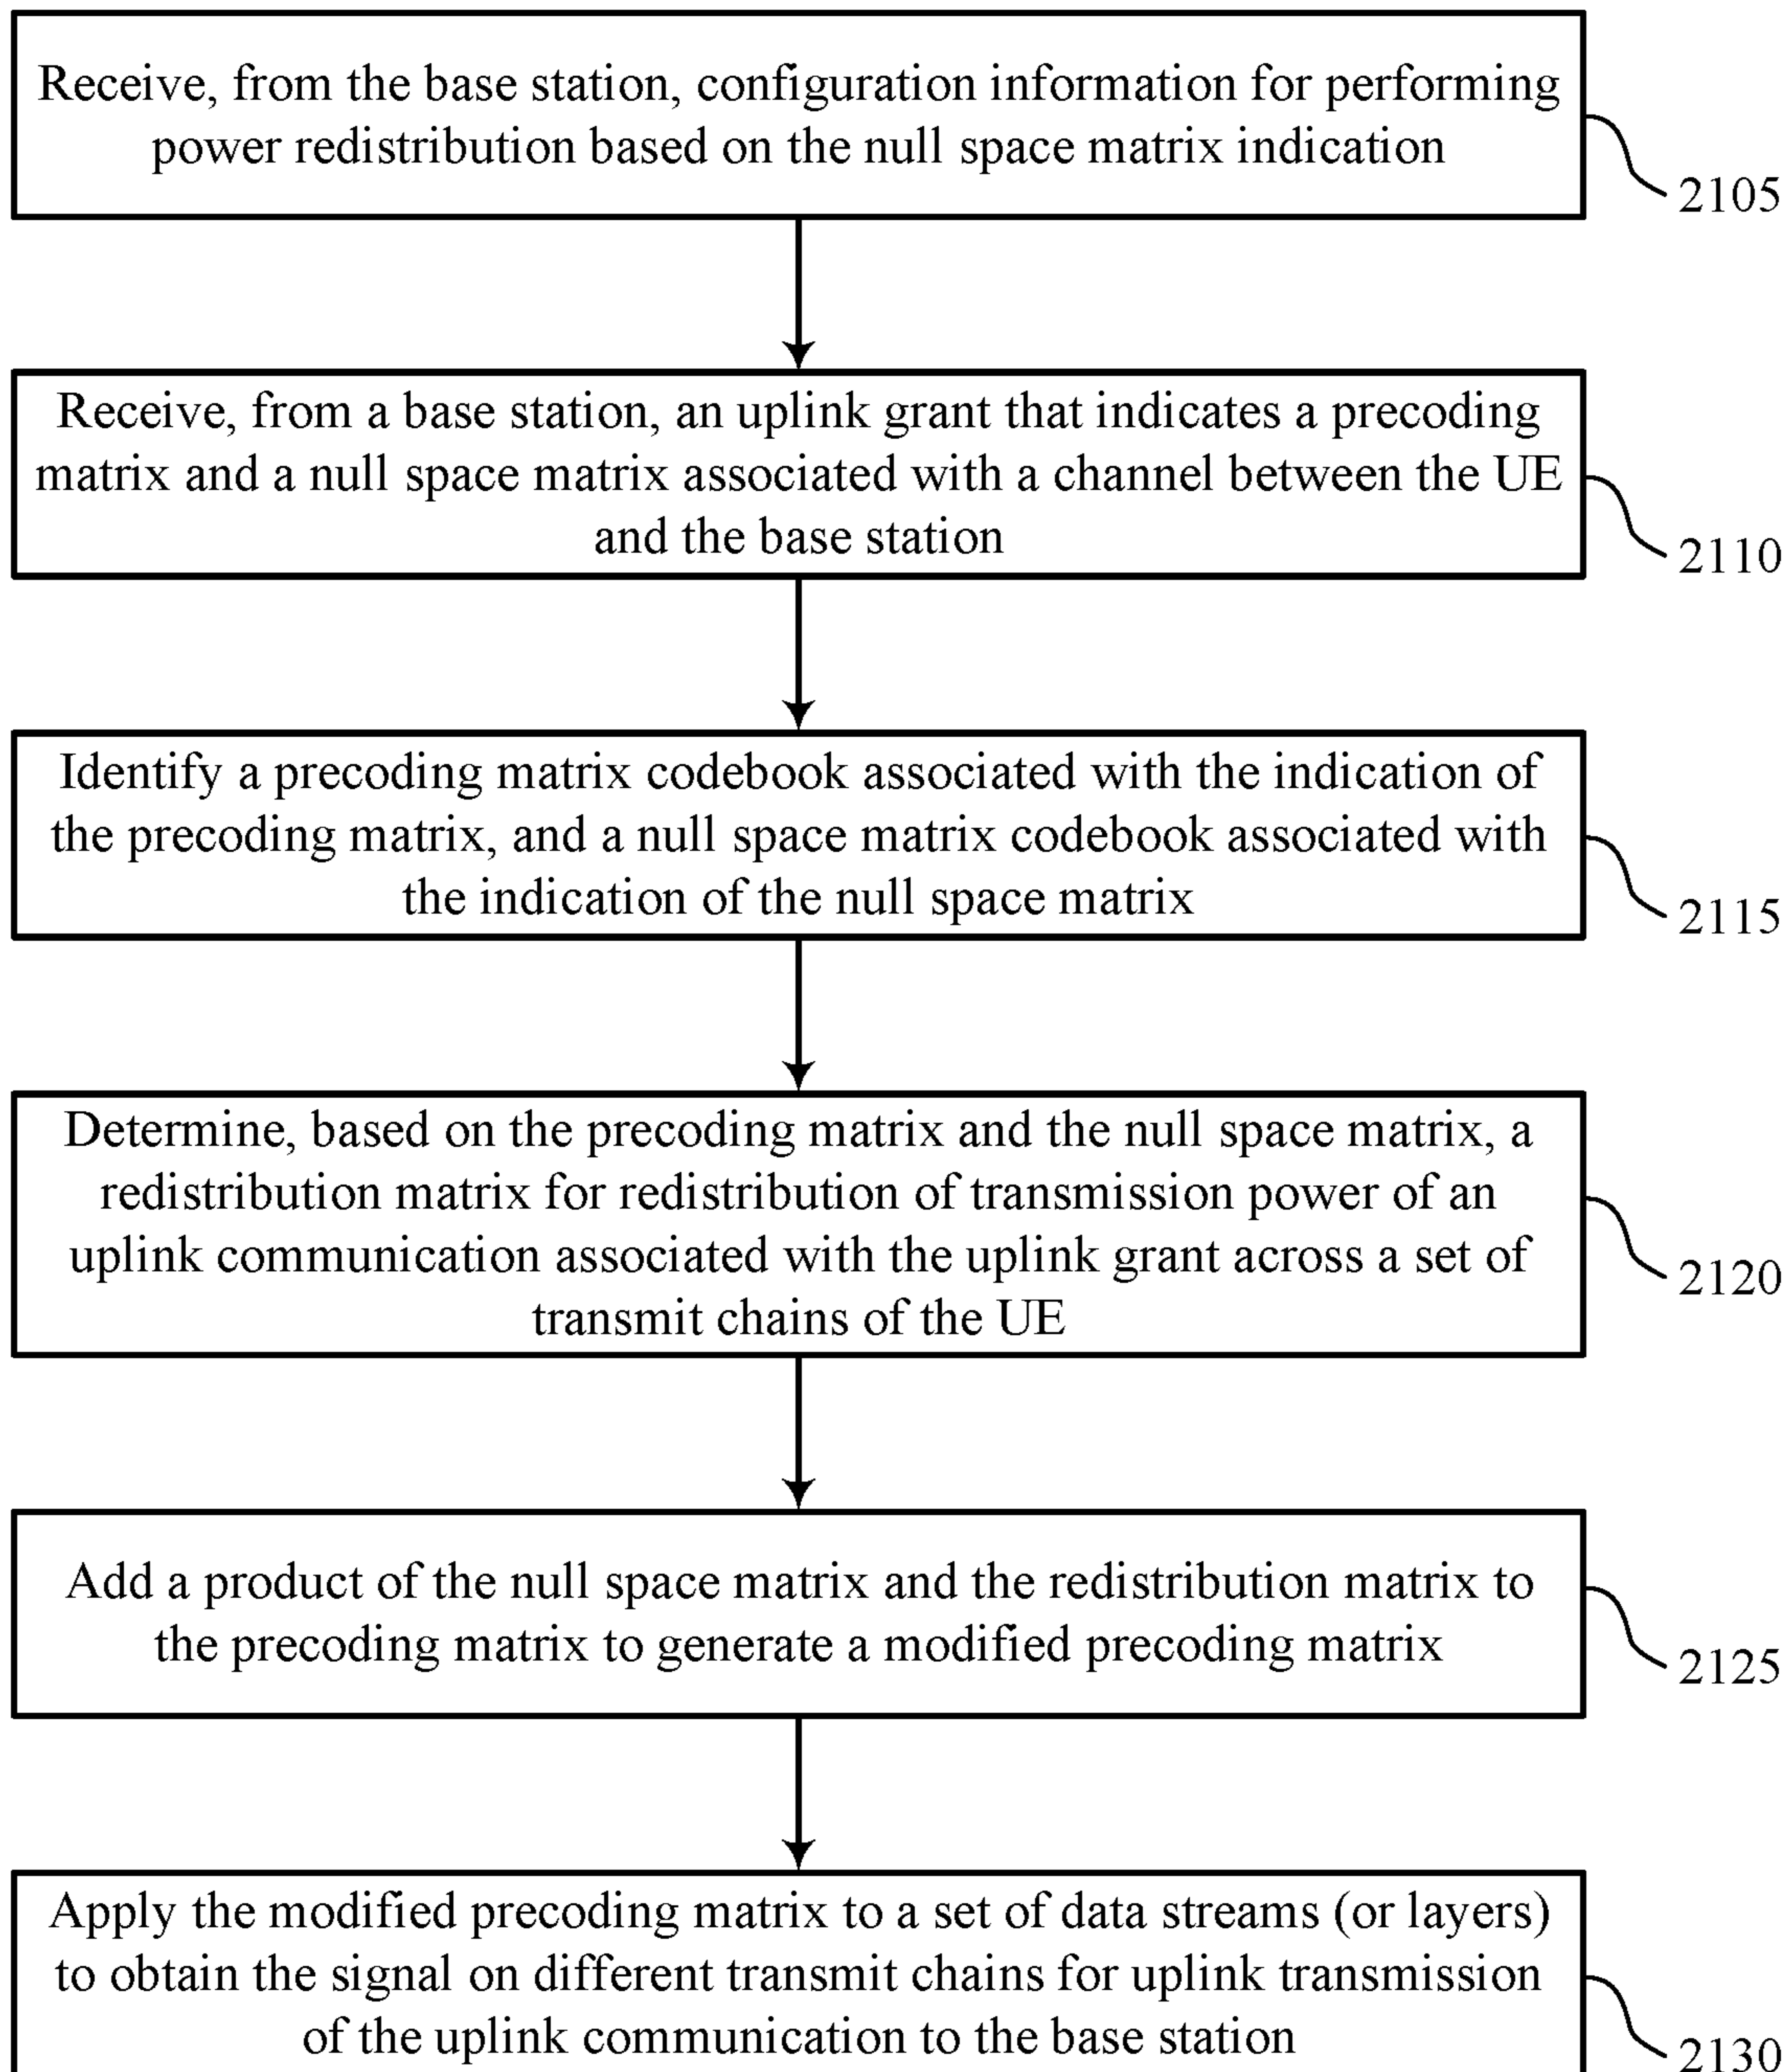 Receive, from the base station, configuration information for performing
power redistribution based on the null space matrix indication
2105
Receive, from a base station, an uplink grant that indicates a precoding
matrix and a null space matrix associated with a channel between the UE
and the base station
2110
Identify a precoding matrix codebook associated with the indication of
the precoding matrix, and a null space matrix codebook associated with
the indication of the null space matrix
2115
Determine, based on the precoding matrix and the null space matrix, a
redistribution matrix for redistribution of transmission power of an
uplink communication associated with the uplink grant across a set of
transmit chains of the UE
2120
Add a product of the null space matrix and the redistribution matrix to
the precoding matrix to generate a modified precoding matrix
2125
Apply the modified precoding matrix to a set of data streams (or layers)
to obtain the signal on different transmit chains for uplink transmission
of the uplink communication to the base station
2130